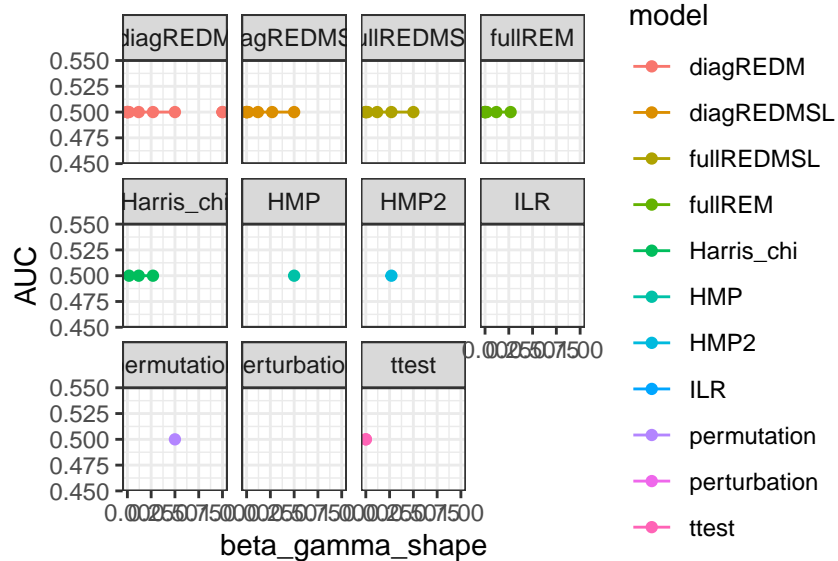 diagREDM agREDMS ullREDMS fullREM
0.550
0.525
0.500
0.475
0.450
Harris_chi HMP HMP2 ILR
0.550
0.525
0.500
0.475
0.450
ermutation erturbatio ttest
0.550
0.525
0.500
0.475
0.450
AUC
beta_gamma_shape
model
diagREDM
diagREDMSL
fullREDMSL
fullREM
Harris_chi
HMP
HMP2
ILR
permutation
perturbation
ttest